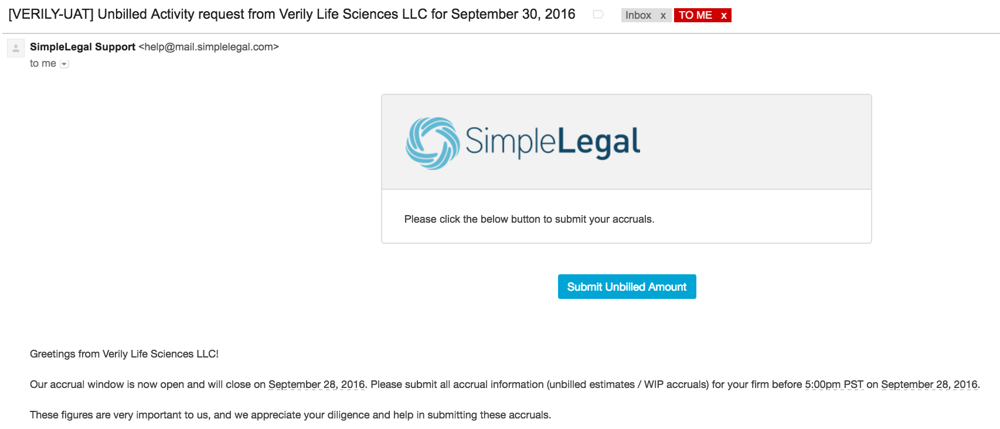 [VERILY-UAT] Unbilled Activity request from Verily Life Sciences LLC for September 30, 2016 Inbox x TO ME x
SimpleLegal Support <help@mail.simplelegal.com>
to me
SimpleLegal
Please click the below button to submit your accruals.
Submit Unbilled Amount
Greetings from Verily Life Sciences LLC!
Our accrual window is now open and will close on September 28, 2016. Please submit all accrual information (unbilled estimates / WIP accruals) for your firm before 5:00pm PST on September 28, 2016.
These figures are very important to us, and we appreciate your diligence and help in submitting these accruals.